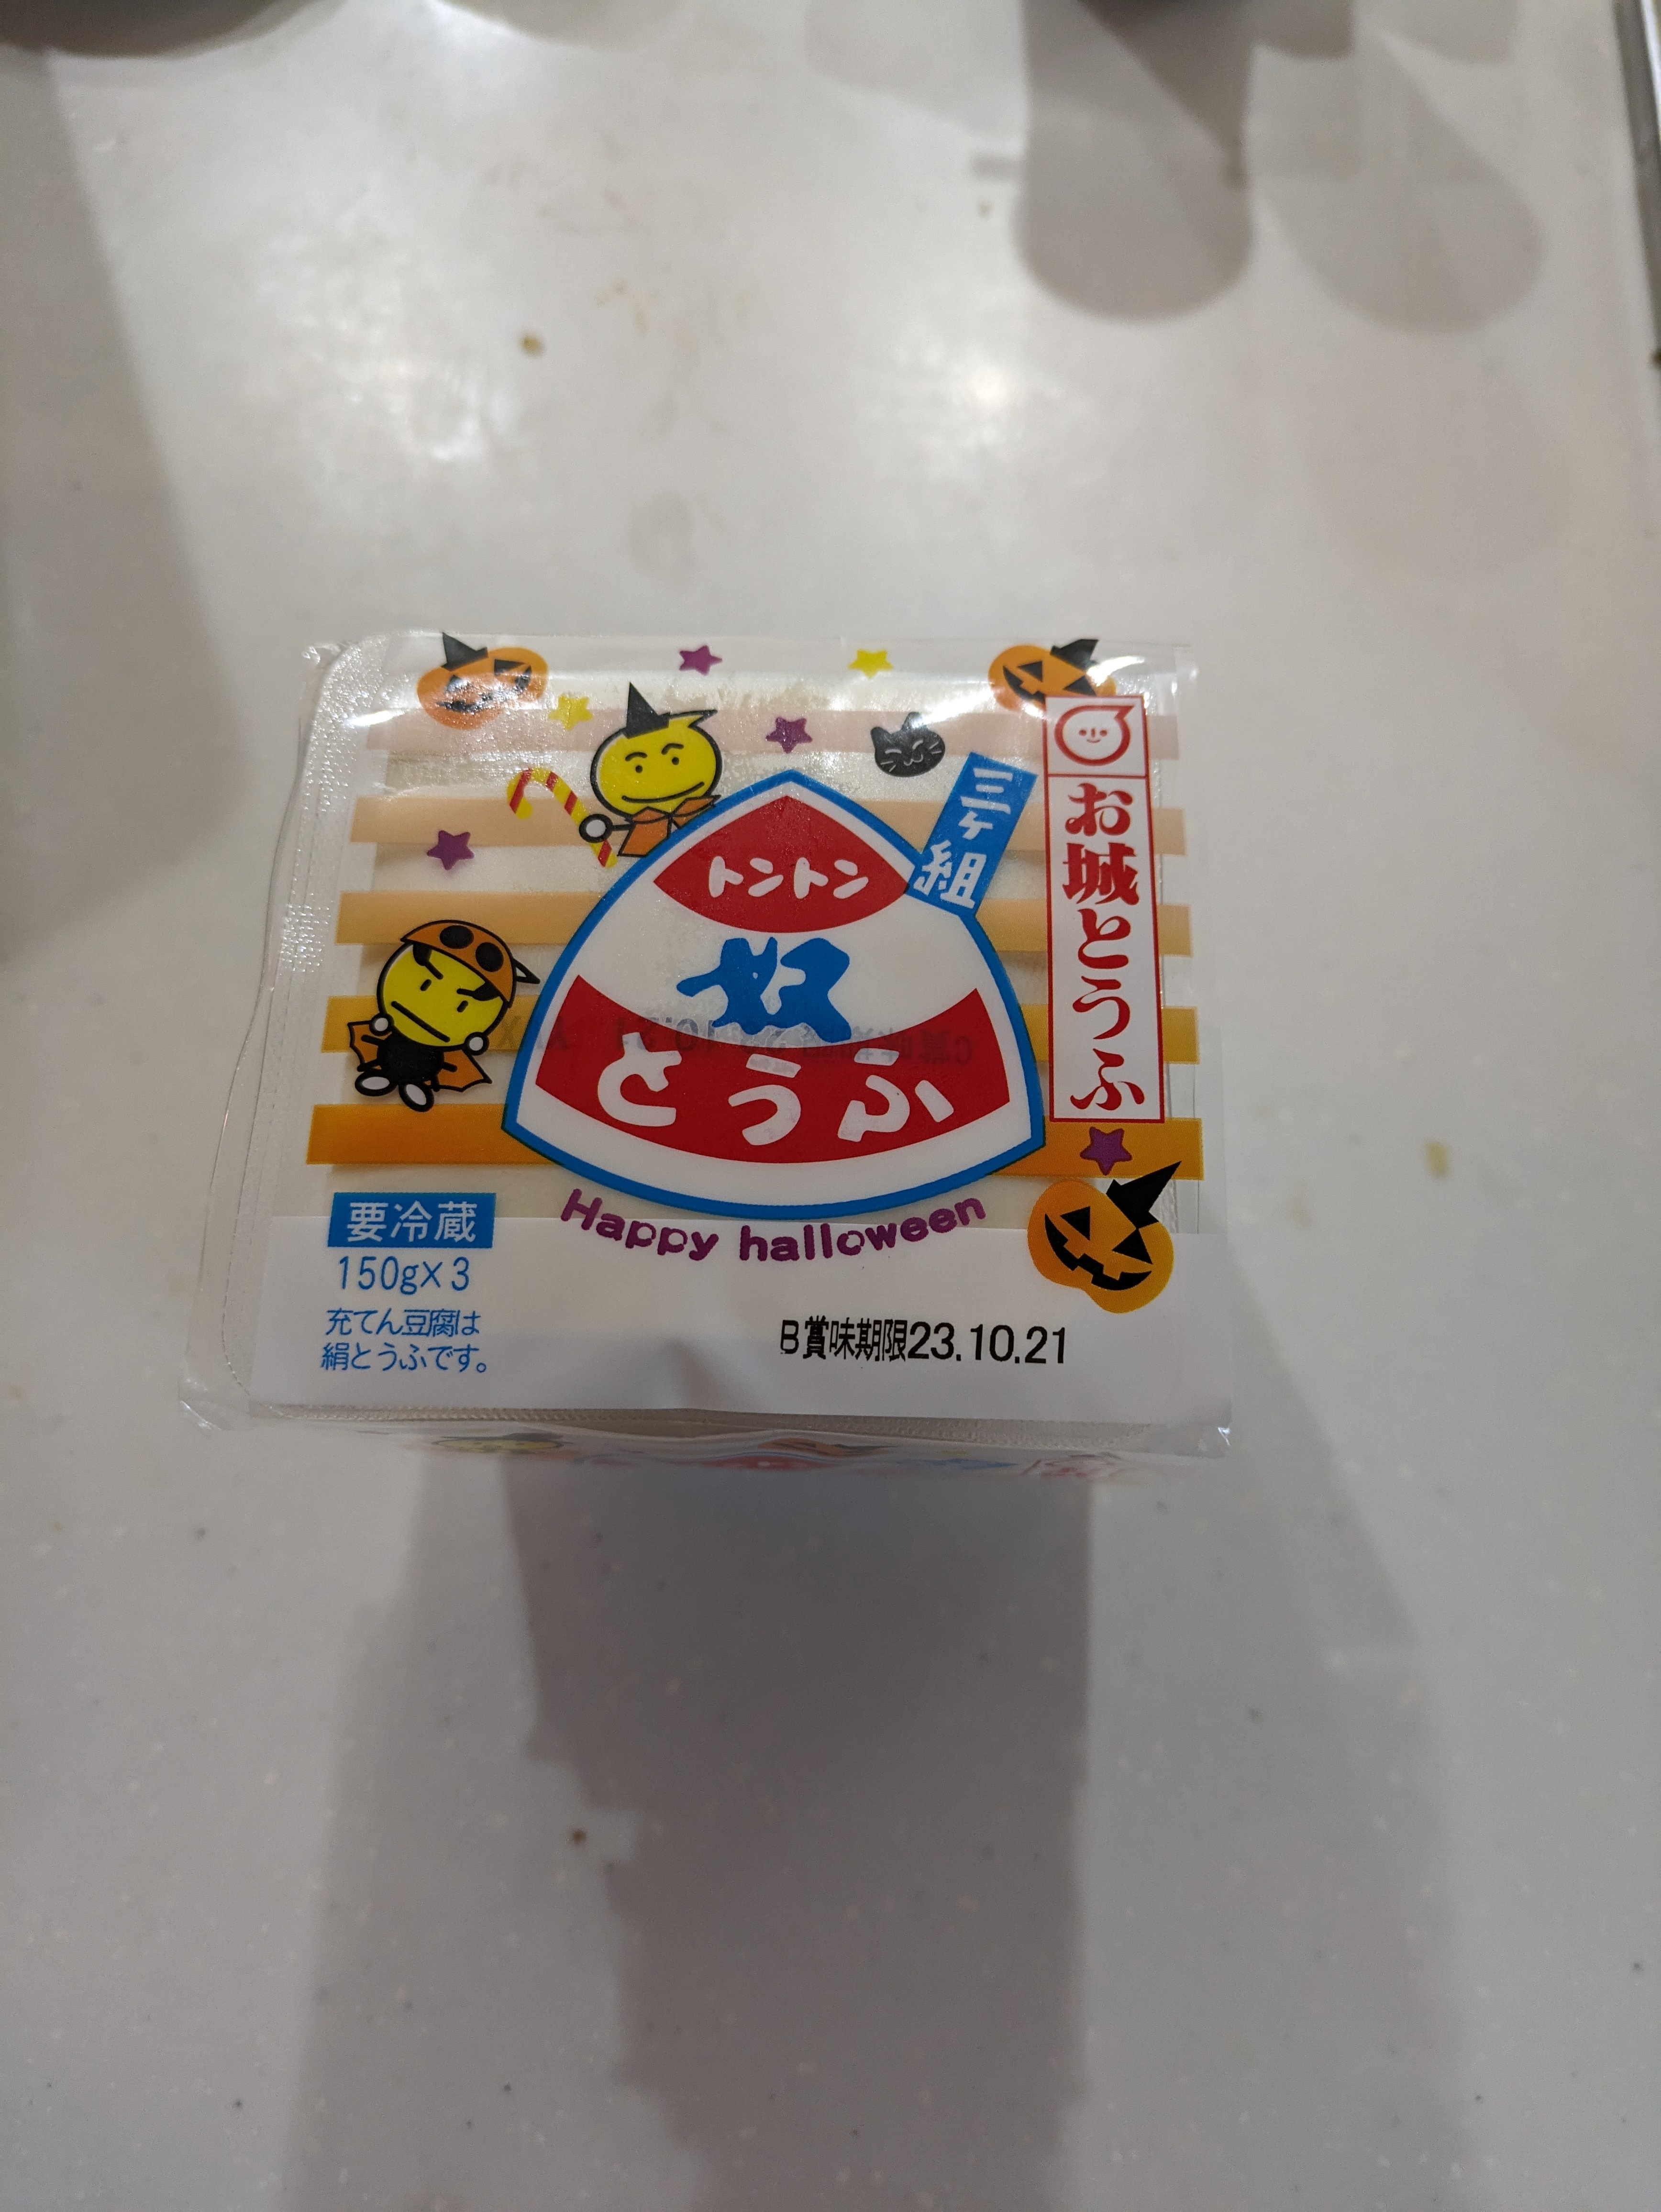 三ヶ組
お城とうふ
トントン
奴
とうふ
Happy halloween
要冷蔵
150g×3
充てん豆腐は
絹とうふです。
B賞味期限23.10.21